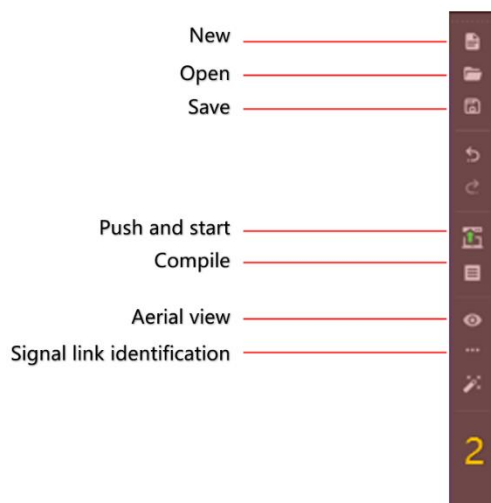 New
Open
Save
Push and start
Compile
Aerial view
Signal link identification
2